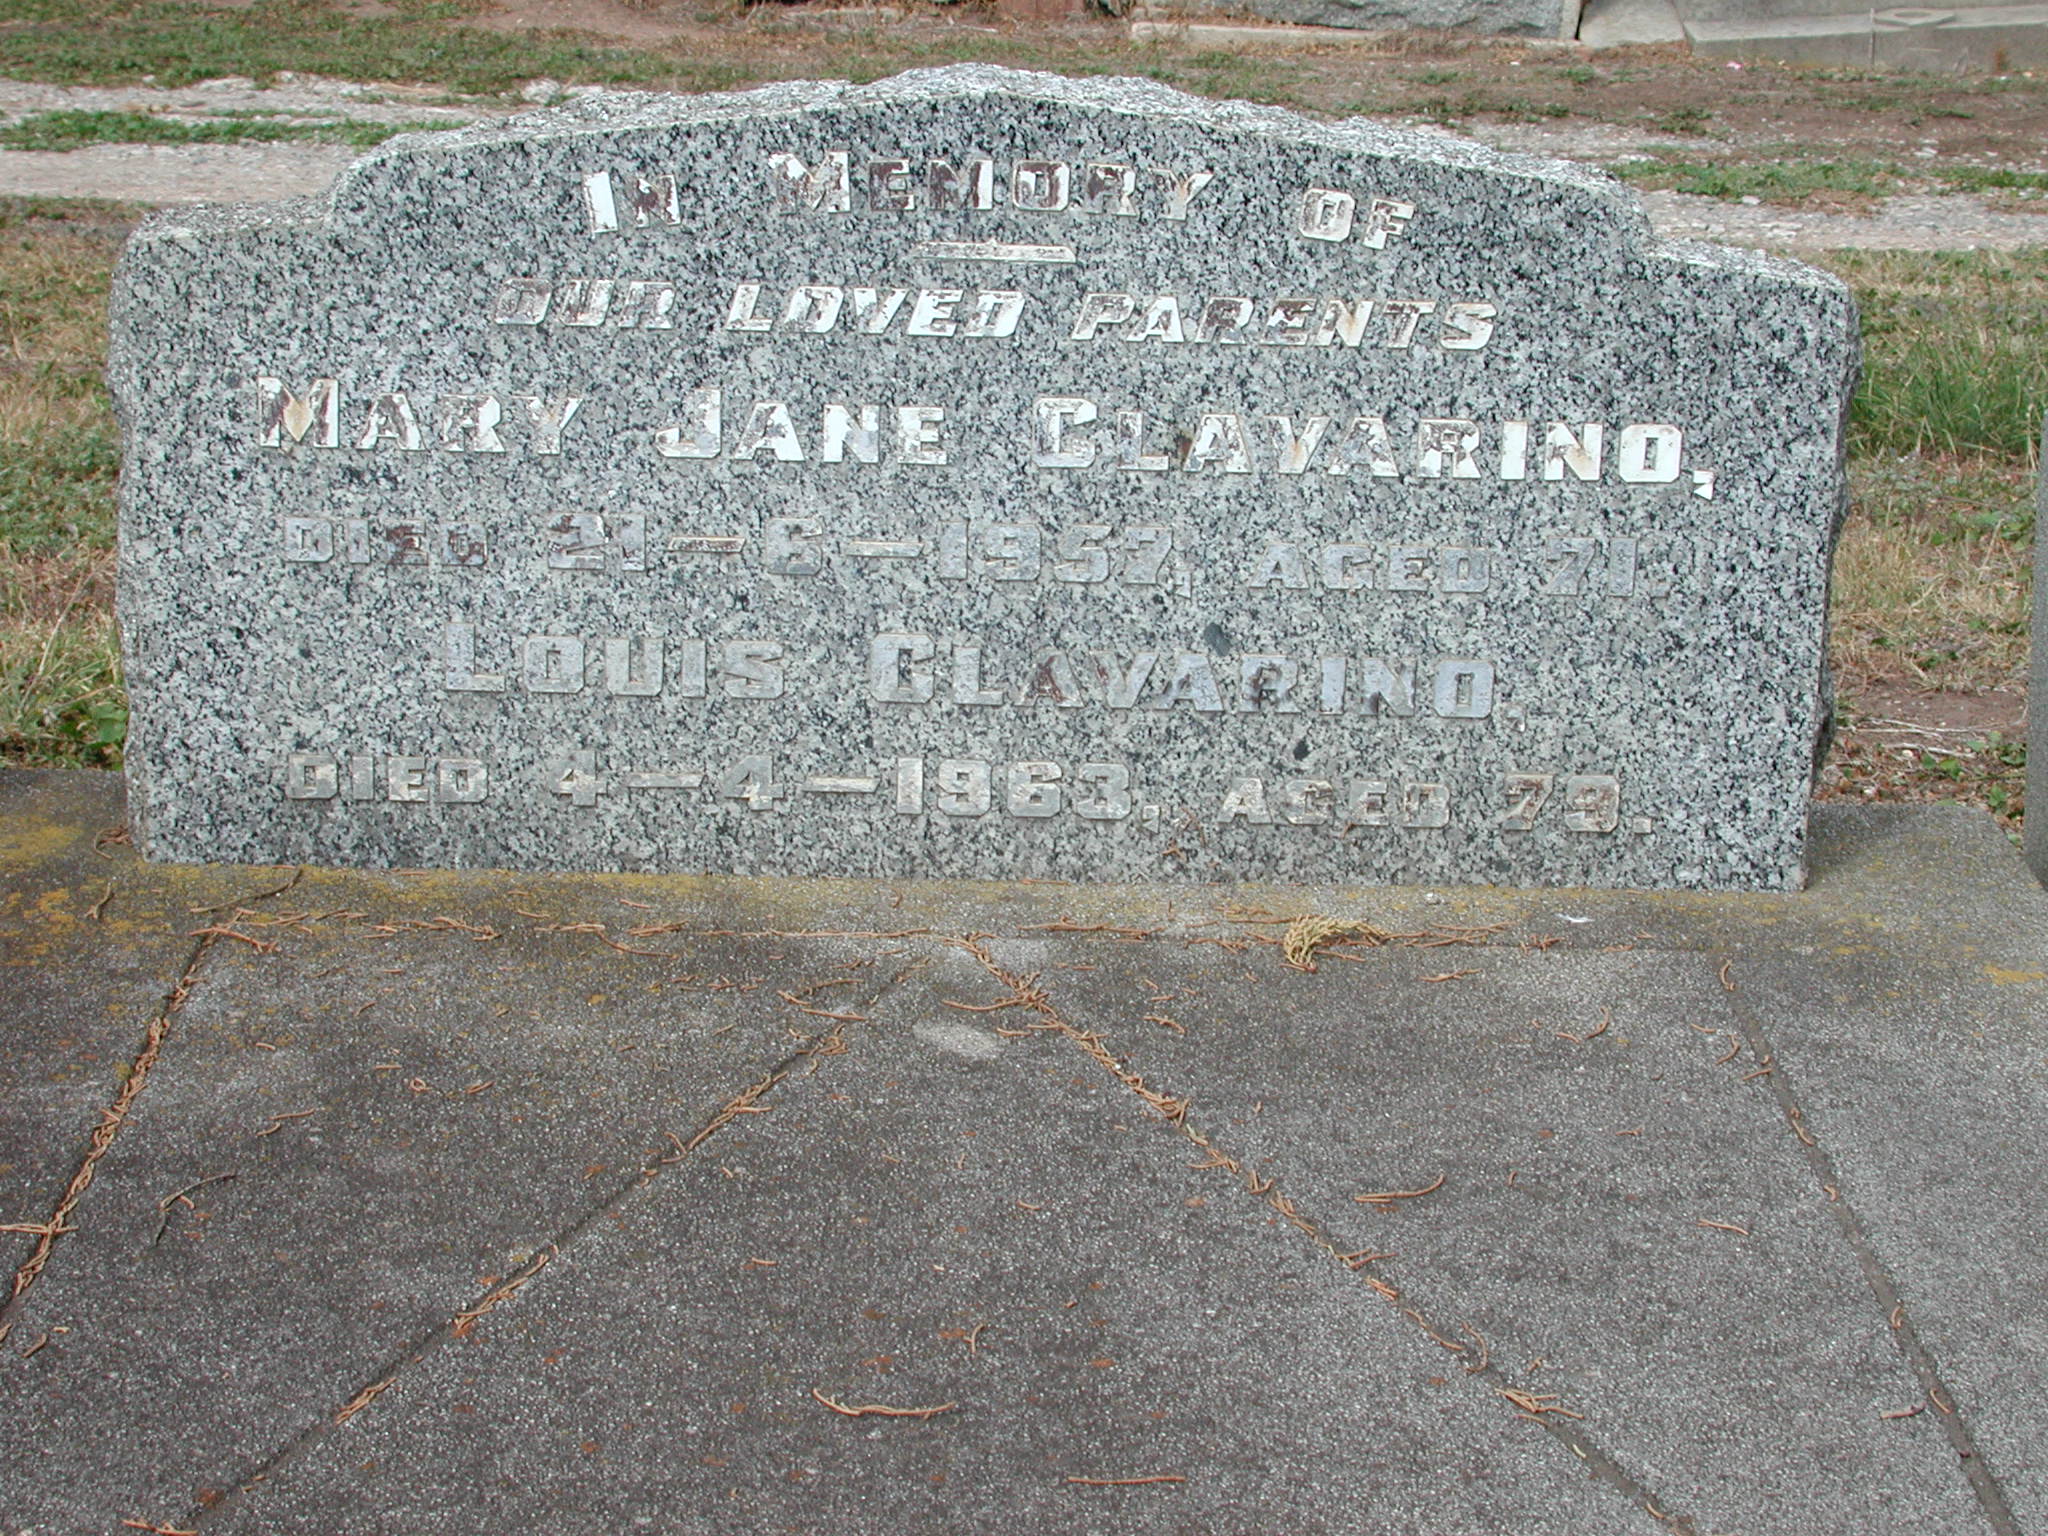 IN MEMORY OF
OUR LOVED PARENTS
MARY JANE CLAVARINO,
DIED 21–6–1957, AGED 71.
LOUIS CLAVARINO,
DIED 4–4–1963, AGED 79.